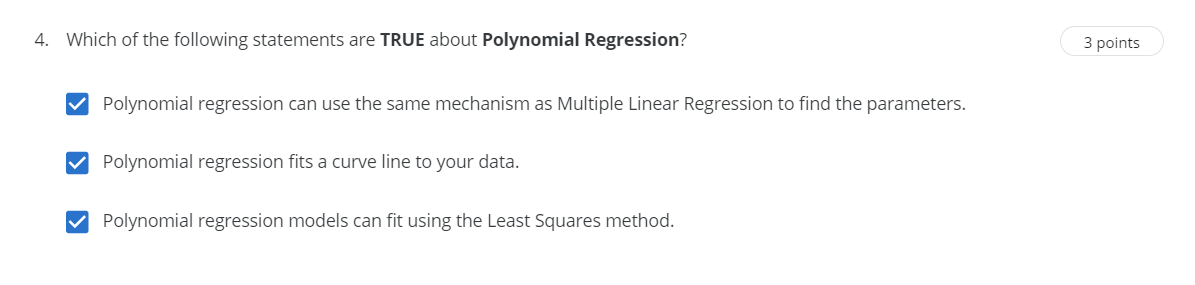 4. Which of the following statements are TRUE about Polynomial Regression?
3 points
Polynomial regression can use the same mechanism as Multiple Linear Regression to find the parameters.
Polynomial regression fits a curve line to your data.
Polynomial regression models can fit using the Least Squares method.